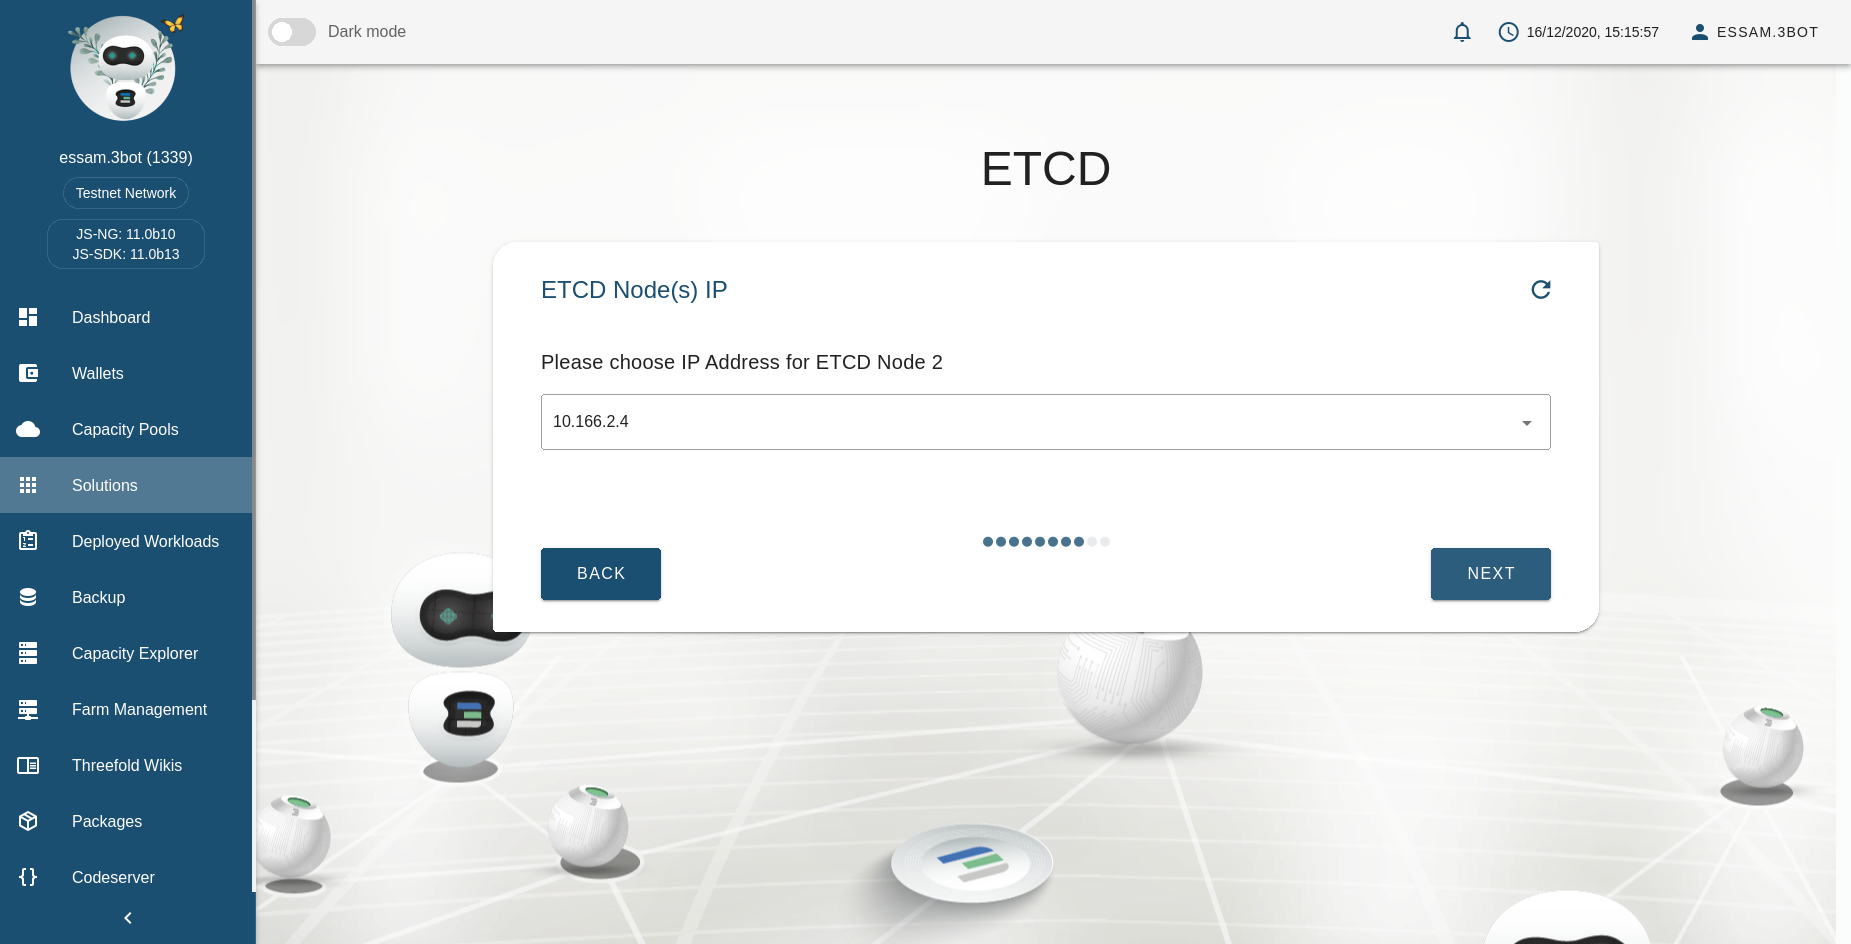 Dark mode
16/12/2020, 15:15:57
ESSAM.3BOT
essam.3bot (1339)
Testnet Network
JS-NG: 11.0b10
JS-SDK: 11.0b13
Dashboard
Wallets
Capacity Pools
Solutions
Deployed Workloads
Backup
Capacity Explorer
Farm Management
Threefold Wikis
Packages
Codeserver
ETCD
ETCD Node(s) IP
Please choose IP Address for ETCD Node 2
10.166.2.4
BACK
NEXT